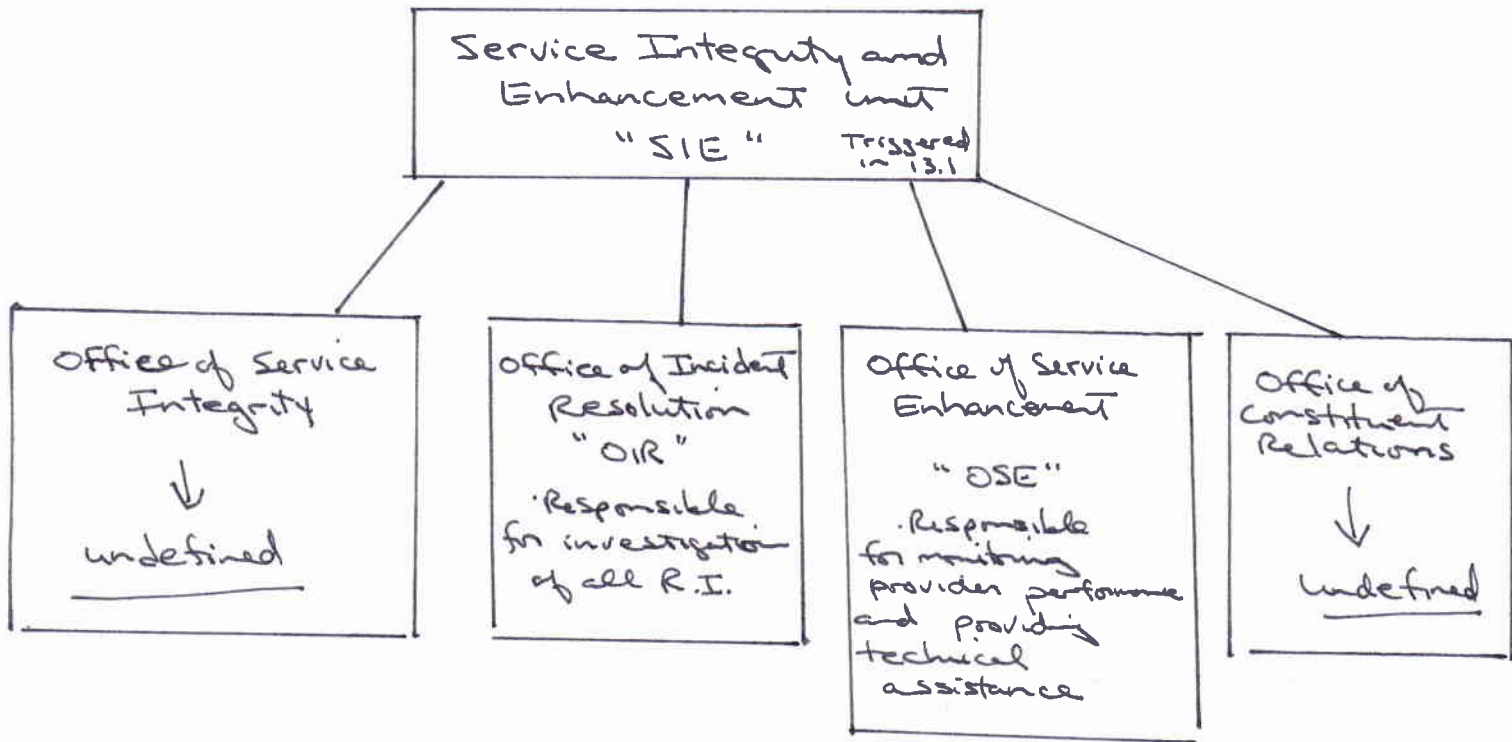 Service Integrity and
Enhancement unit
"SIE"
Triggered
in 13.1
Office of Service
Integrity
undefined
Office of Incident
Resolution
"OIR"
·Responsible
for investigation
of all R.I.
Office of Service
Enhancement
"OSE"
·Responsible
for monitoring
provider performance
and providing
technical
assistance
Office of
Constituent
Relations
undefined